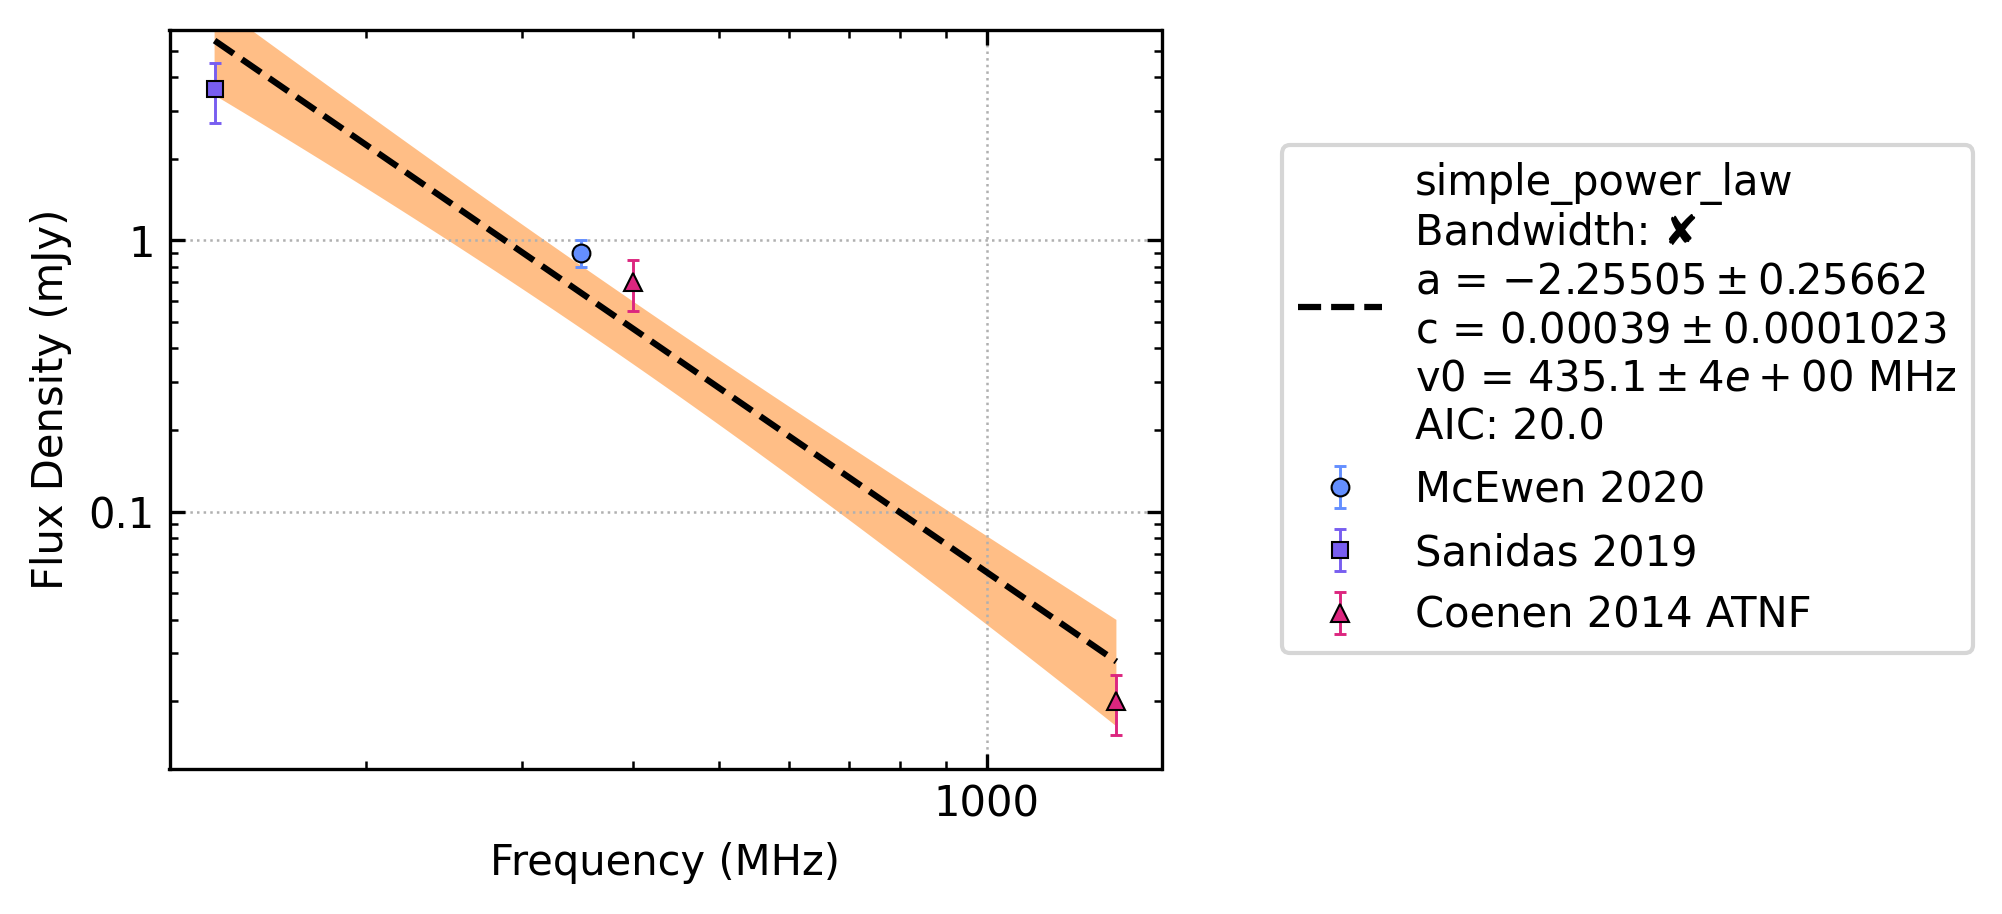 Flux Density (mJy)
1
0.1
1000
Frequency (MHz)
simple_power_law
Bandwidth: ✘
a = −2.25505 ± 0.25662
c = 0.00039 ± 0.0001023
v0 = 435.1 ± 4e + 00 MHz
AIC: 20.0
McEwen 2020
Sanidas 2019
Coenen 2014 ATNF